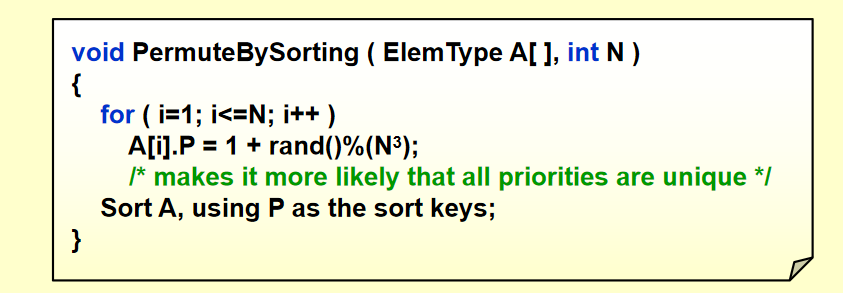 void PermuteBySorting ( ElemType A[ ], int N )
{
for ( i=1; i<=N; i++ )
A[i].P = 1 + rand()%(N³);
/* makes it more likely that all priorities are unique */
Sort A, using P as the sort keys;
}